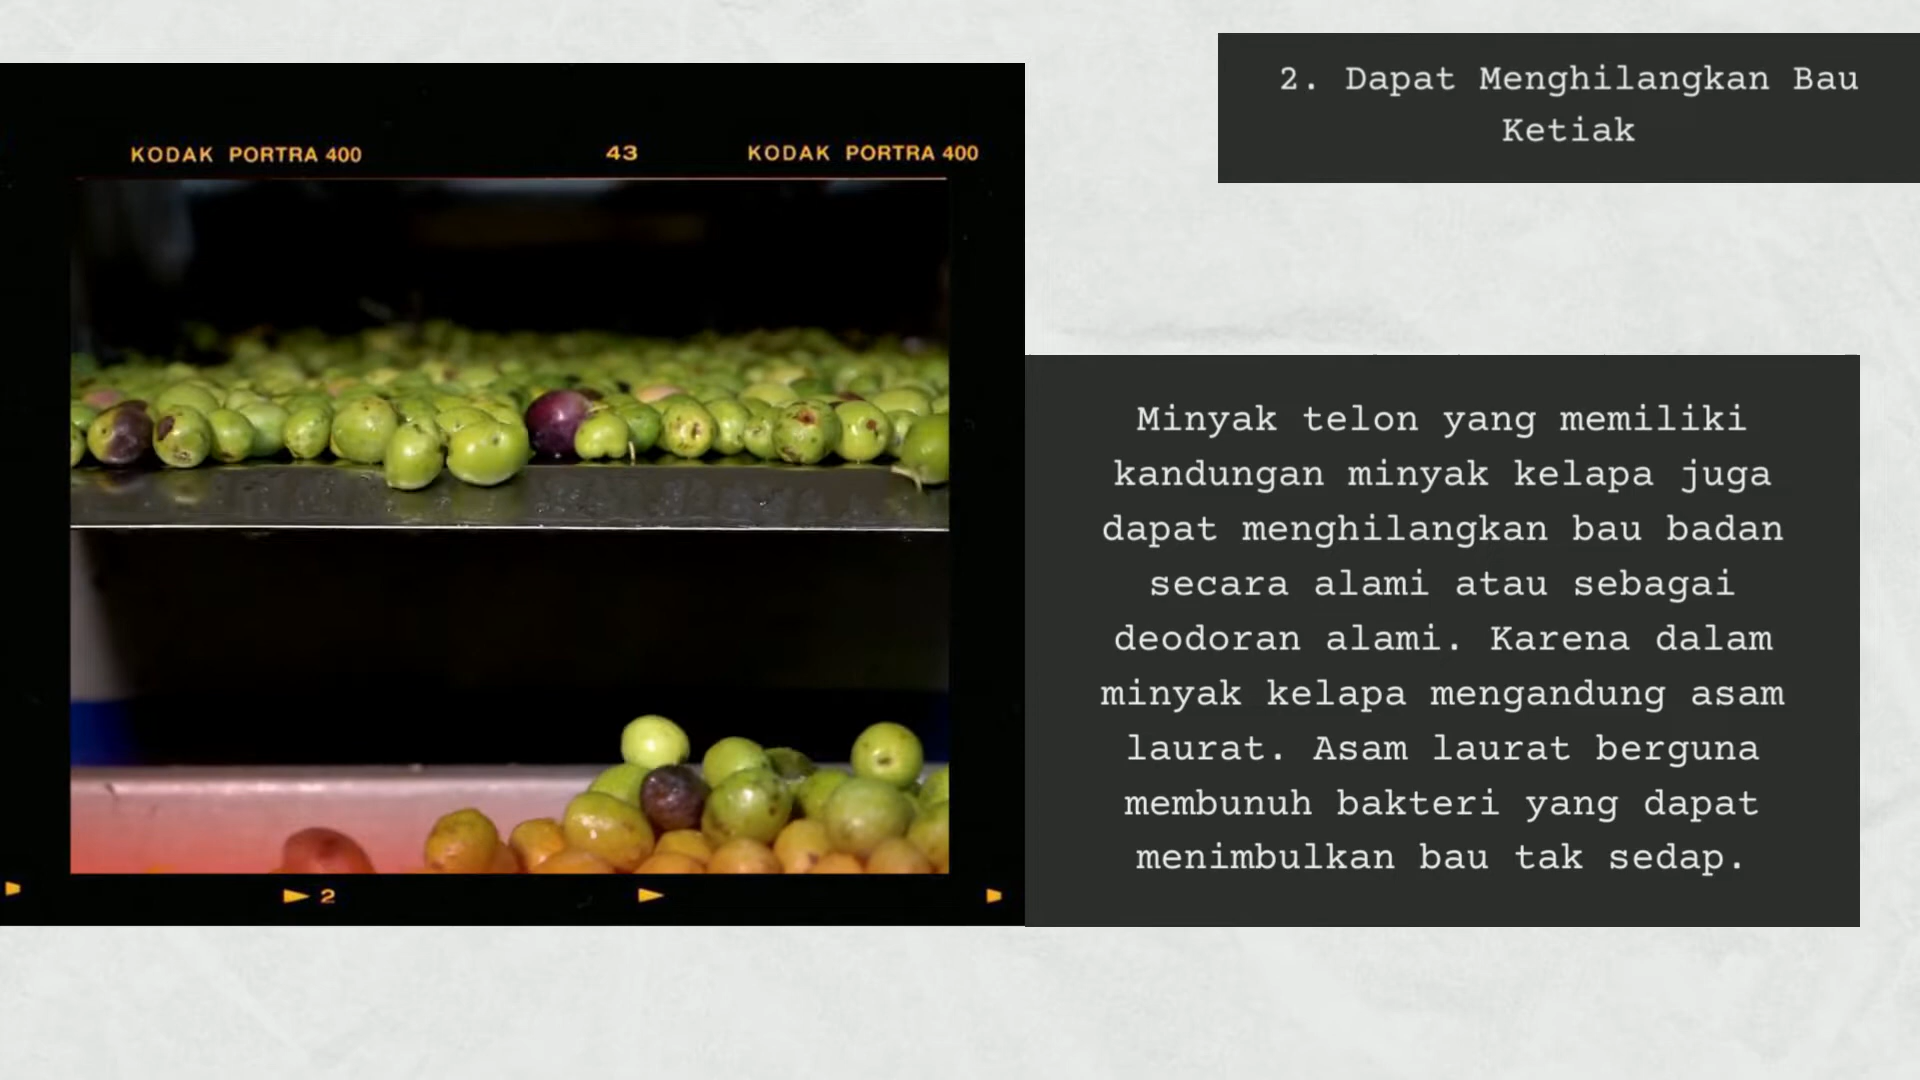 2. Dapat Menghilangkan Bau
Ketiak
KODAK PORTRA 400 43 KODAK PORTRA 400
Minyak telon yang memiliki
kandungan minyak kelapa juga
dapat menghilangkan bau badan
secara alami atau sebagai
deodoran alami. Karena dalam
minyak kelapa mengandung asam
laurat. Asam laurat berguna
membunuh bakteri yang dapat
menimbulkan bau tak sedap.
2